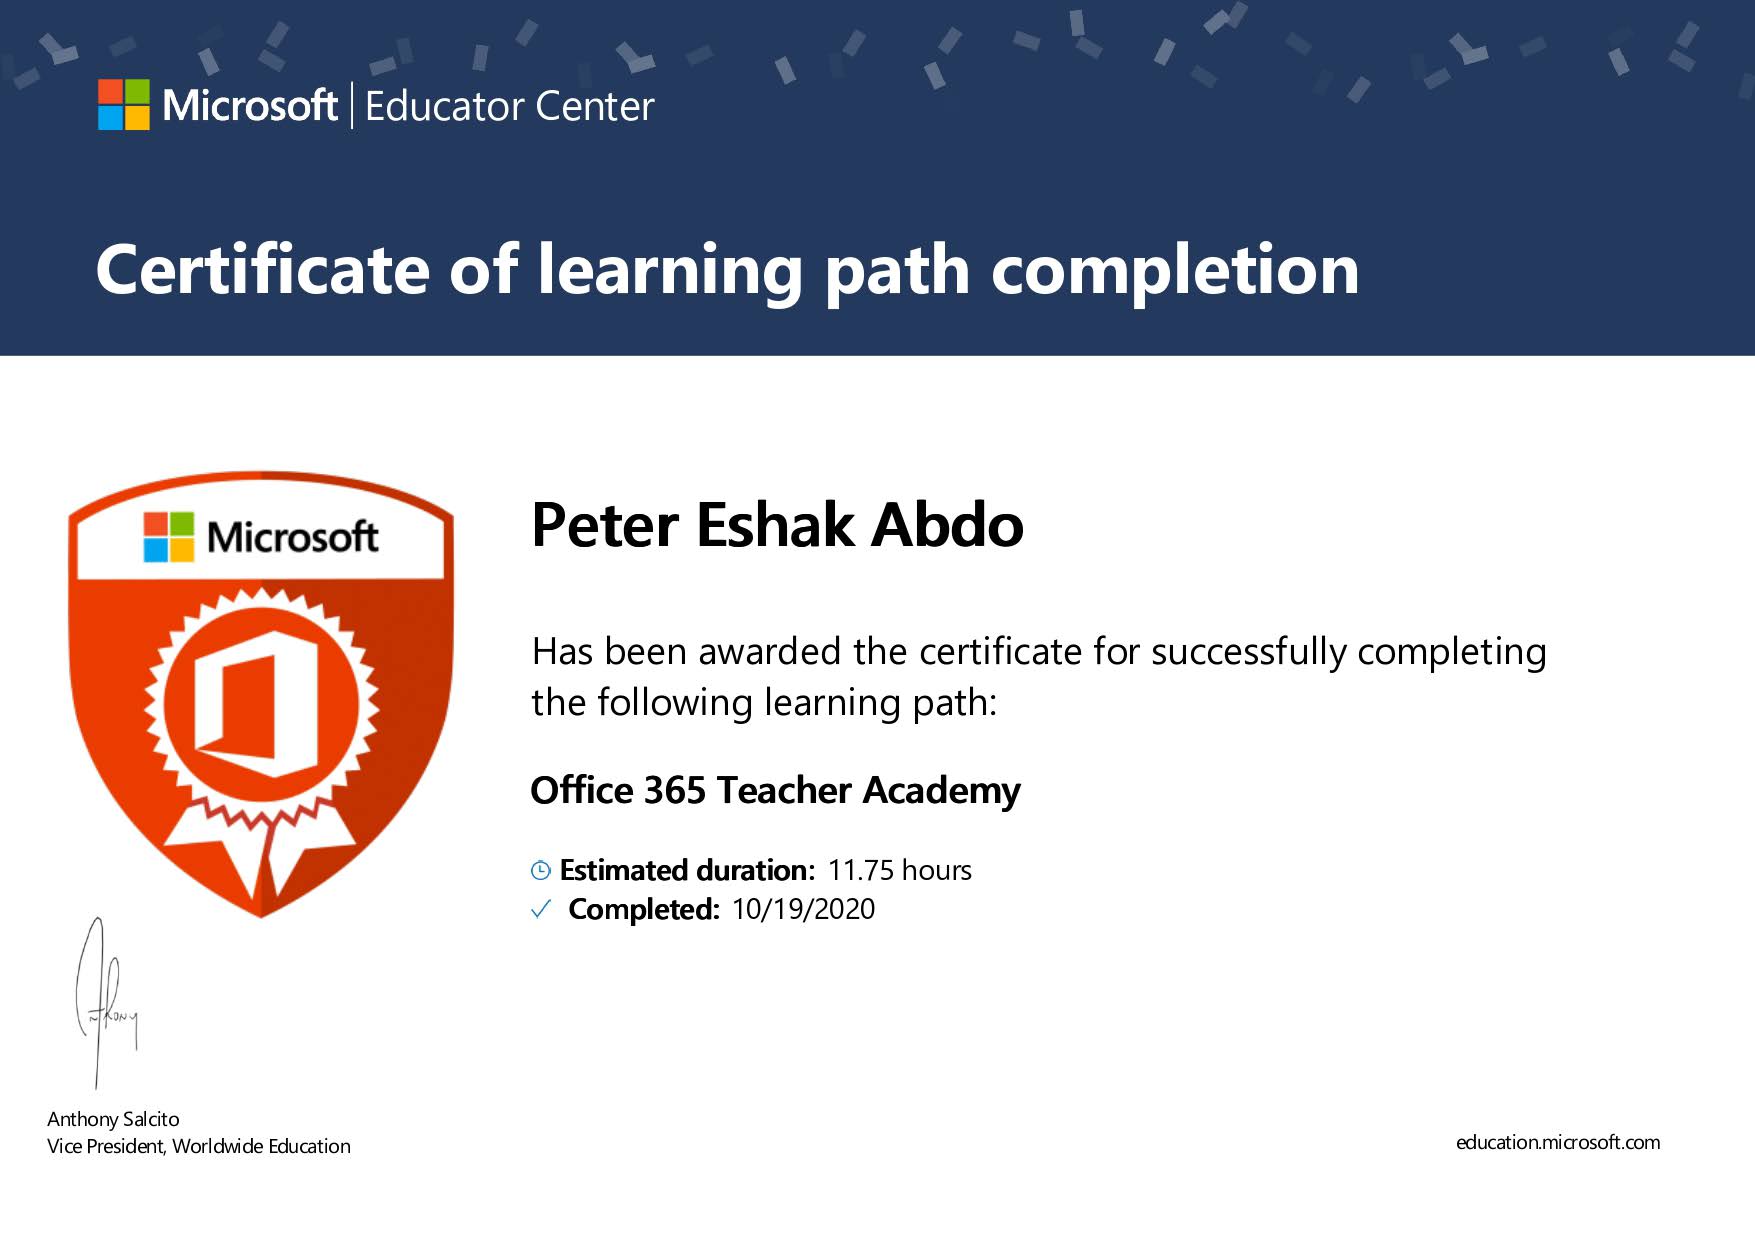 Microsoft | Educator Center
Certificate of learning path completion
Microsoft
Peter Eshak Abdo
Has been awarded the certificate for successfully completing
the following learning path:
Office 365 Teacher Academy
Estimated duration: 11.75 hours
Completed: 10/19/2020
Anthony
Anthony Salcito
Vice President, Worldwide Education
education.microsoft.com